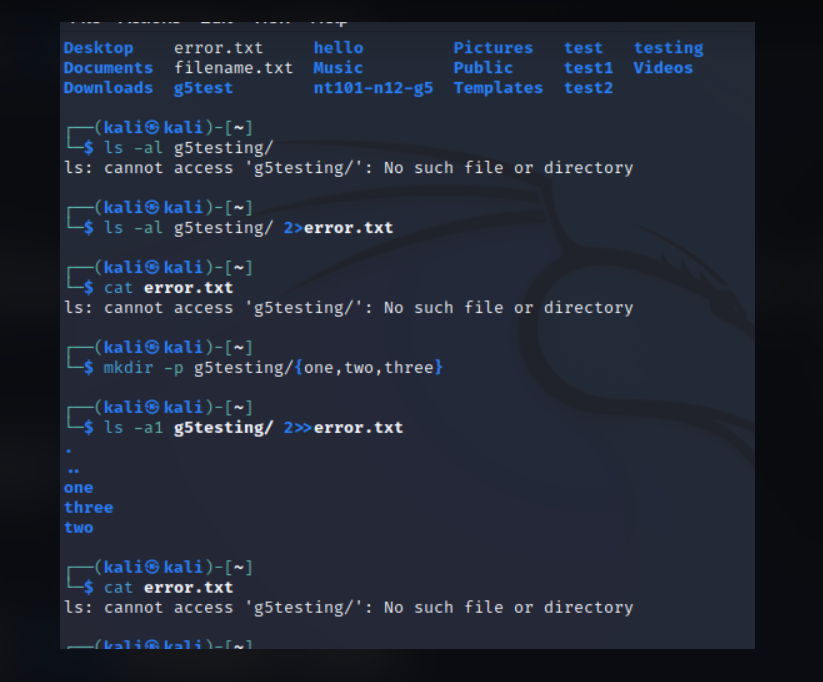 Desktop error.txt hello Pictures test testing
Documents filename.txt Music Public test1 Videos
Downloads g5test nt101-n12-g5 Templates test2
┌──(kali㉿kali)-[~]
└─$ ls -al g5testing/
ls: cannot access 'g5testing/': No such file or directory
┌──(kali㉿kali)-[~]
└─$ ls -al g5testing/ 2>error.txt
┌──(kali㉿kali)-[~]
└─$ cat error.txt
ls: cannot access 'g5testing/': No such file or directory
┌──(kali㉿kali)-[~]
└─$ mkdir -p g5testing/{one,two,three}
┌──(kali㉿kali)-[~]
└─$ ls -a1 g5testing/ 2>>error.txt
.
..
one
three
two
┌──(kali㉿kali)-[~]
└─$ cat error.txt
ls: cannot access 'g5testing/': No such file or directory
┌──(kali㉿kali)-[~]